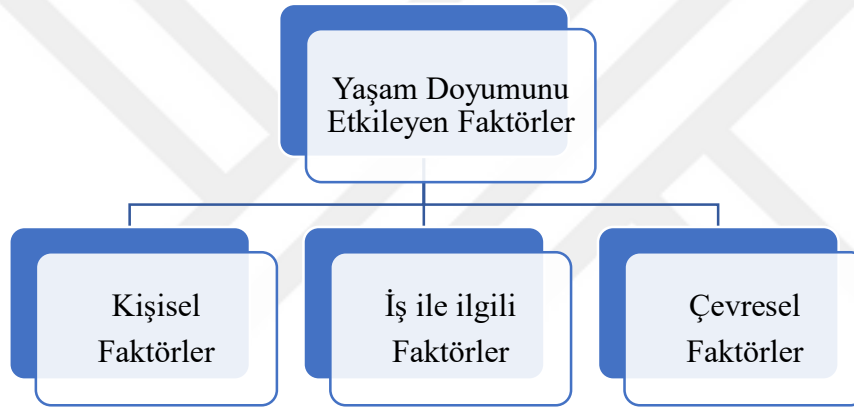 Yaşam Doyumunu
Etkileyen Faktörler
Kişisel
Faktörler
İş ile ilgili
Faktörler
Çevresel
Faktörler